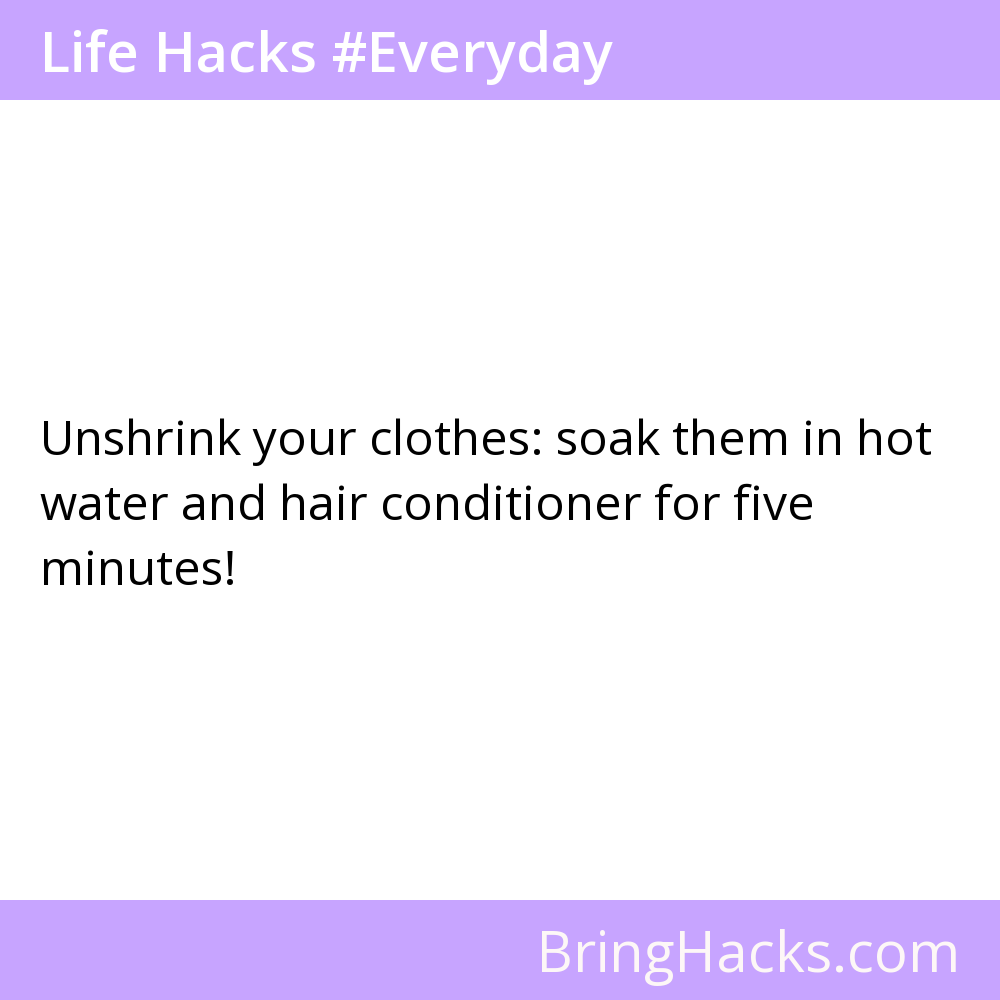 Life Hacks #Everyday
Unshrink your clothes: soak them in hot
water and hair conditioner for five
minutes!
BringHacks.com